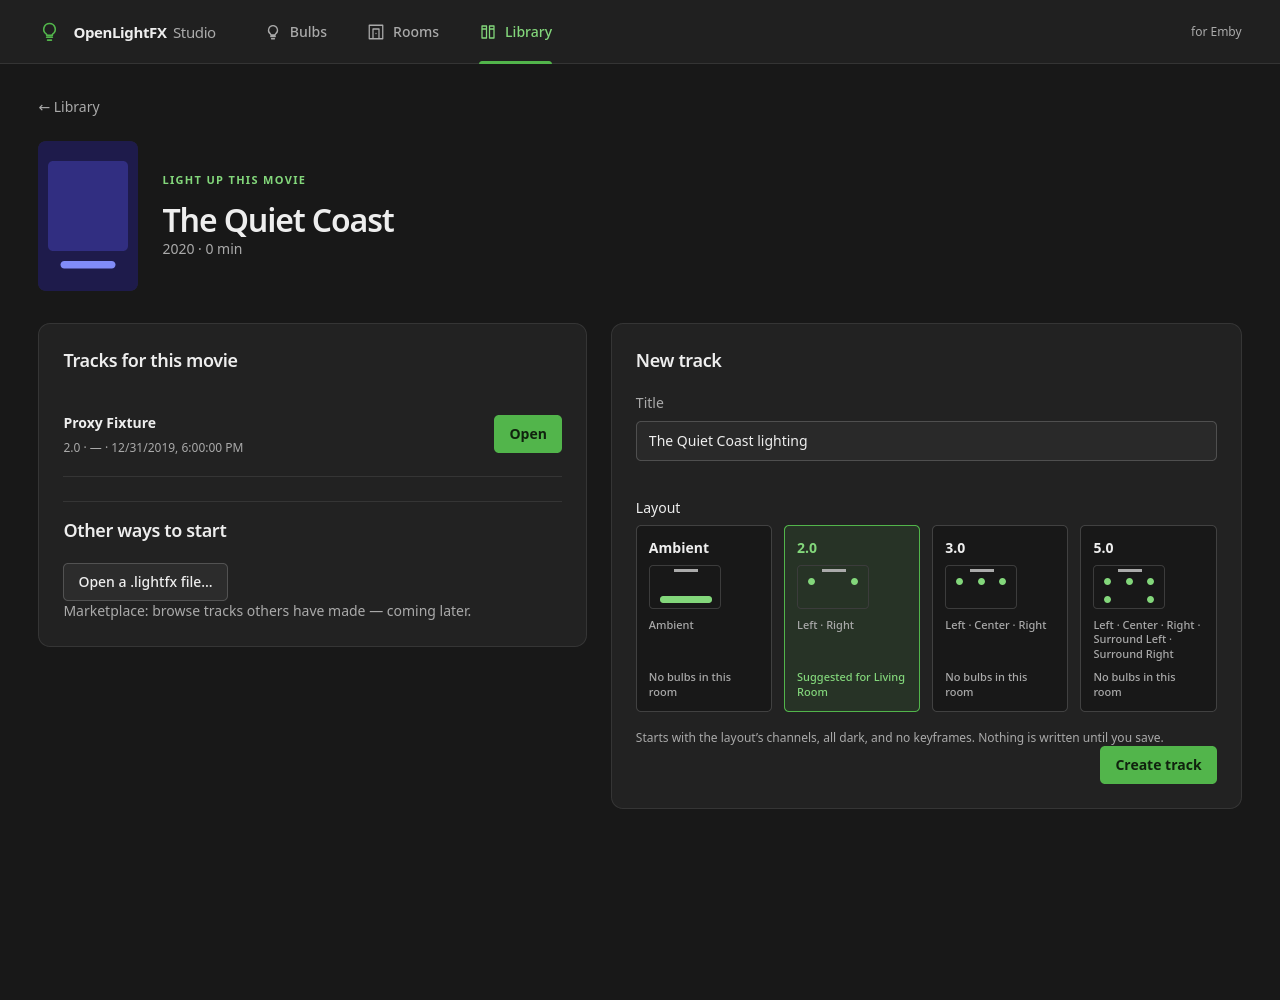 OpenLightFX Studio
Bulbs
Rooms
Library
for Emby
← Library
LIGHT UP THIS MOVIE
The Quiet Coast
2020 · 0 min
Tracks for this movie
Proxy Fixture
2.0 · — · 12/31/2019, 6:00:00 PM
Open
Other ways to start
Open a .lightfx file…
Marketplace: browse tracks others have made — coming later.
New track
Title
The Quiet Coast lighting
Layout
Ambient
Ambient
No bulbs in this
room
2.0
Left · Right
Suggested for Living
Room
3.0
Left · Center · Right
No bulbs in this
room
5.0
Left · Center · Right ·
Surround Left ·
Surround Right
No bulbs in this
room
Starts with the layout’s channels, all dark, and no keyframes. Nothing is written until you save.
Create track